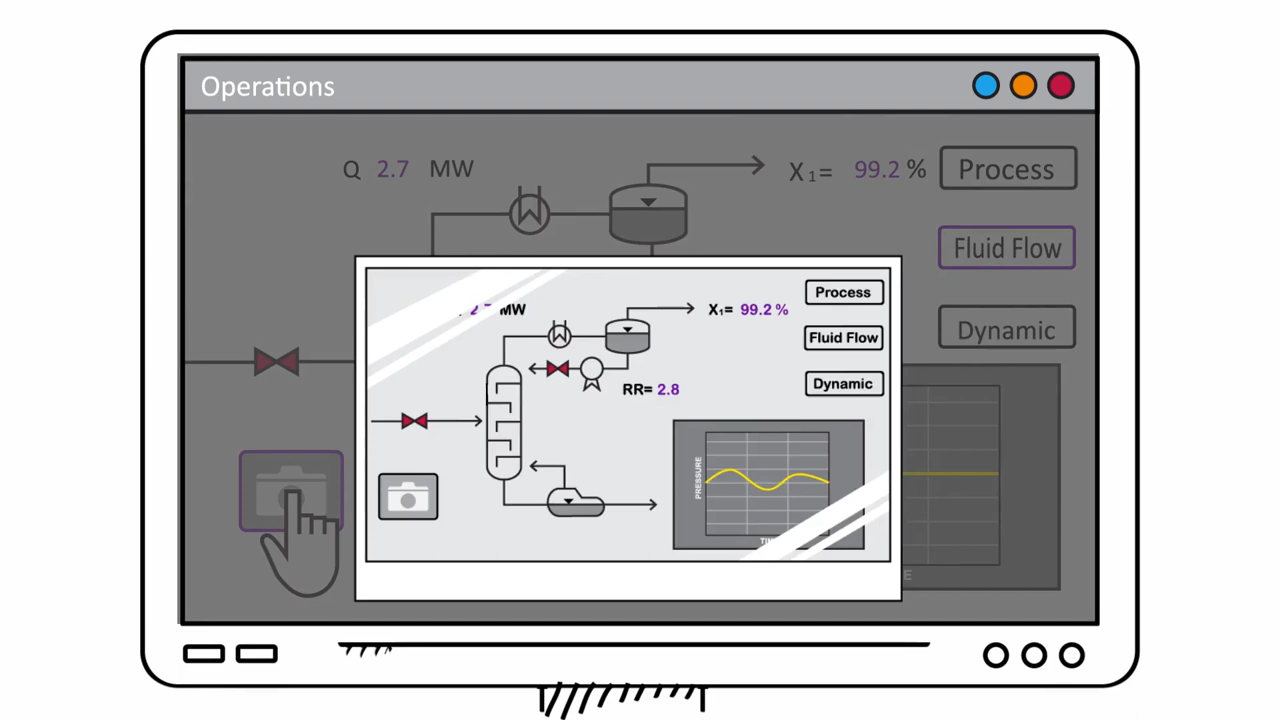 Operations
Q 2.7 MW
X1= 99.2 %
Process
Fluid Flow
Dynamic
MW
X1= 99.2 %
Process
Fluid Flow
Dynamic
RR= 2.8
PRESSURE
E